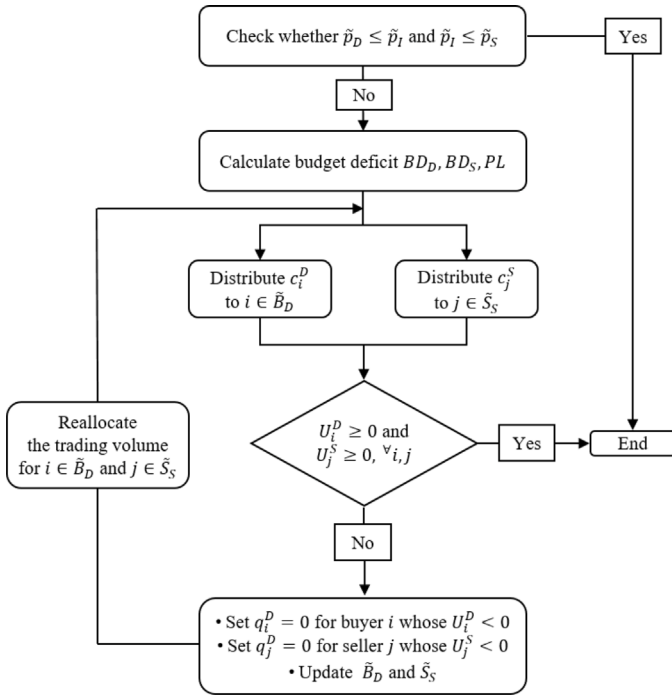 Check whether p̃_D ≤ p̃_I and p̃_I ≤ p̃_S
Yes
No
Calculate budget deficit BD_D, BD_S, PL
Distribute c_i^D
to i ∈ B̃_D
Distribute c_j^S
to j ∈ S̃_S
Reallocate
the trading volume
for i ∈ B̃_D and j ∈ S̃_S
U_i^D ≥ 0 and
U_j^S ≥ 0, ∀i, j
Yes
End
No
• Set q_i^D = 0 for buyer i whose U_i^D < 0
• Set q_j^D = 0 for seller j whose U_j^S < 0
• Update B̃_D and S̃_S